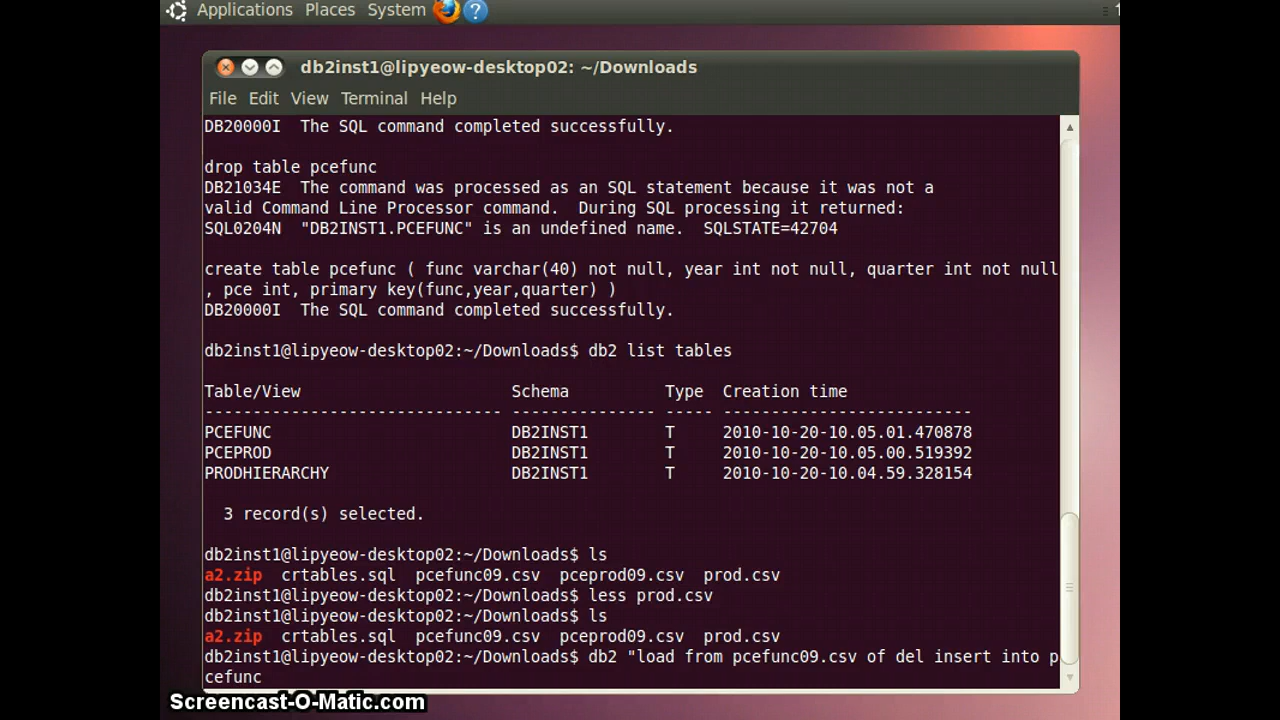 Applications Places System
db2inst1@lipyeow-desktop02: ~/Downloads
File Edit View Terminal Help
DB20000I  The SQL command completed successfully.
drop table pcefunc
DB21034E  The command was processed as an SQL statement because it was not a
valid Command Line Processor command.  During SQL processing it returned:
SQL0204N  "DB2INST1.PCEFUNC" is an undefined name.  SQLSTATE=42704
create table pcefunc ( func varchar(40) not null, year int not null, quarter int not null
, pce int, primary key(func,year,quarter) )
DB20000I  The SQL command completed successfully.
db2inst1@lipyeow-desktop02:~/Downloads$ db2 list tables
Table/View                      Schema          Type  Creation time
------------------------------- --------------- ----- --------------------------
PCEFUNC                         DB2INST1        T     2010-10-20-10.05.01.470878
PCEPROD                         DB2INST1        T     2010-10-20-10.05.00.519392
PRODHIERARCHY                   DB2INST1        T     2010-10-20-10.04.59.328154
3 record(s) selected.
db2inst1@lipyeow-desktop02:~/Downloads$ ls
a2.zip  crtables.sql  pcefunc09.csv  pceprod09.csv  prod.csv
db2inst1@lipyeow-desktop02:~/Downloads$ less prod.csv
db2inst1@lipyeow-desktop02:~/Downloads$ ls
a2.zip  crtables.sql  pcefunc09.csv  pceprod09.csv  prod.csv
db2inst1@lipyeow-desktop02:~/Downloads$ db2 "load from pcefunc09.csv of del insert into p
cefunc
Screencast-O-Matic.com